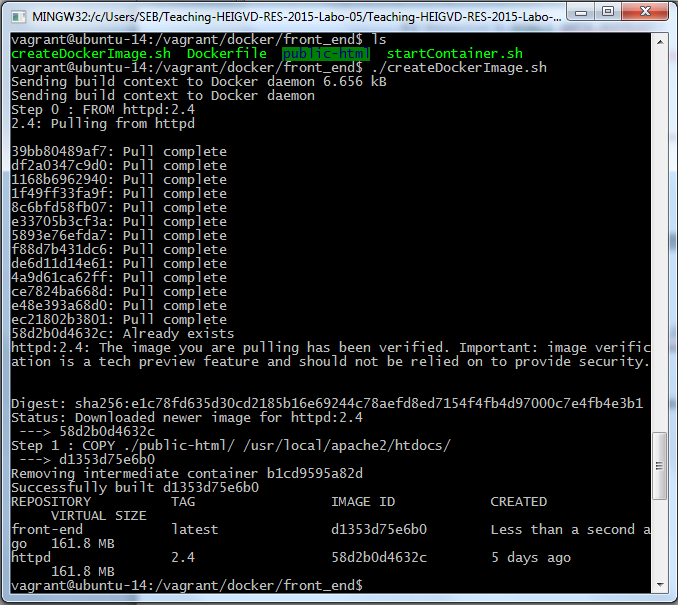 MINGW32:/c/Users/SEB/Teaching-HEIGVD-RES-2015-Labo-05/Teaching-HEIGVD-RES-2015-Labo-...
vagrant@ubuntu-14:/vagrant/docker/front_end$ ls
createDockerImage.sh  Dockerfile  public-html  startContainer.sh
vagrant@ubuntu-14:/vagrant/docker/front_end$ ./createDockerImage.sh
Sending build context to Docker daemon 6.656 kB
Sending build context to Docker daemon
Step 0 : FROM httpd:2.4
2.4: Pulling from httpd
39bb80489af7: Pull complete
df2a0347c9d0: Pull complete
1168b6962940: Pull complete
1f49ff33fa9f: Pull complete
8c6bfd58fb07: Pull complete
e33705b3cf3a: Pull complete
5893e76efda7: Pull complete
f88d7b431dc6: Pull complete
de6d11d14e61: Pull complete
4a9d61ca62ff: Pull complete
ce7824ba668d: Pull complete
e48e393a68d0: Pull complete
ec21802b3801: Pull complete
58d2b0d4632c: Already exists
httpd:2.4: The image you are pulling has been verified. Important: image verific
ation is a tech preview feature and should not be relied on to provide security.
Digest: sha256:e1c78fd635d30cd2185b16e69244c78aefd8ed7154f4fb4d97000c7e4fb4e3b1
Status: Downloaded newer image for httpd:2.4
 ---> 58d2b0d4632c
Step 1 : COPY ./public-html/ /usr/local/apache2/htdocs/
 ---> d1353d75e6b0
Removing intermediate container b1cd9595a82d
Successfully built d1353d75e6b0
REPOSITORY          TAG                 IMAGE ID            CREATED
     VIRTUAL SIZE
front-end           latest              d1353d75e6b0        Less than a second a
go   161.8 MB
httpd               2.4                 58d2b0d4632c        5 days ago
     161.8 MB
vagrant@ubuntu-14:/vagrant/docker/front_end$